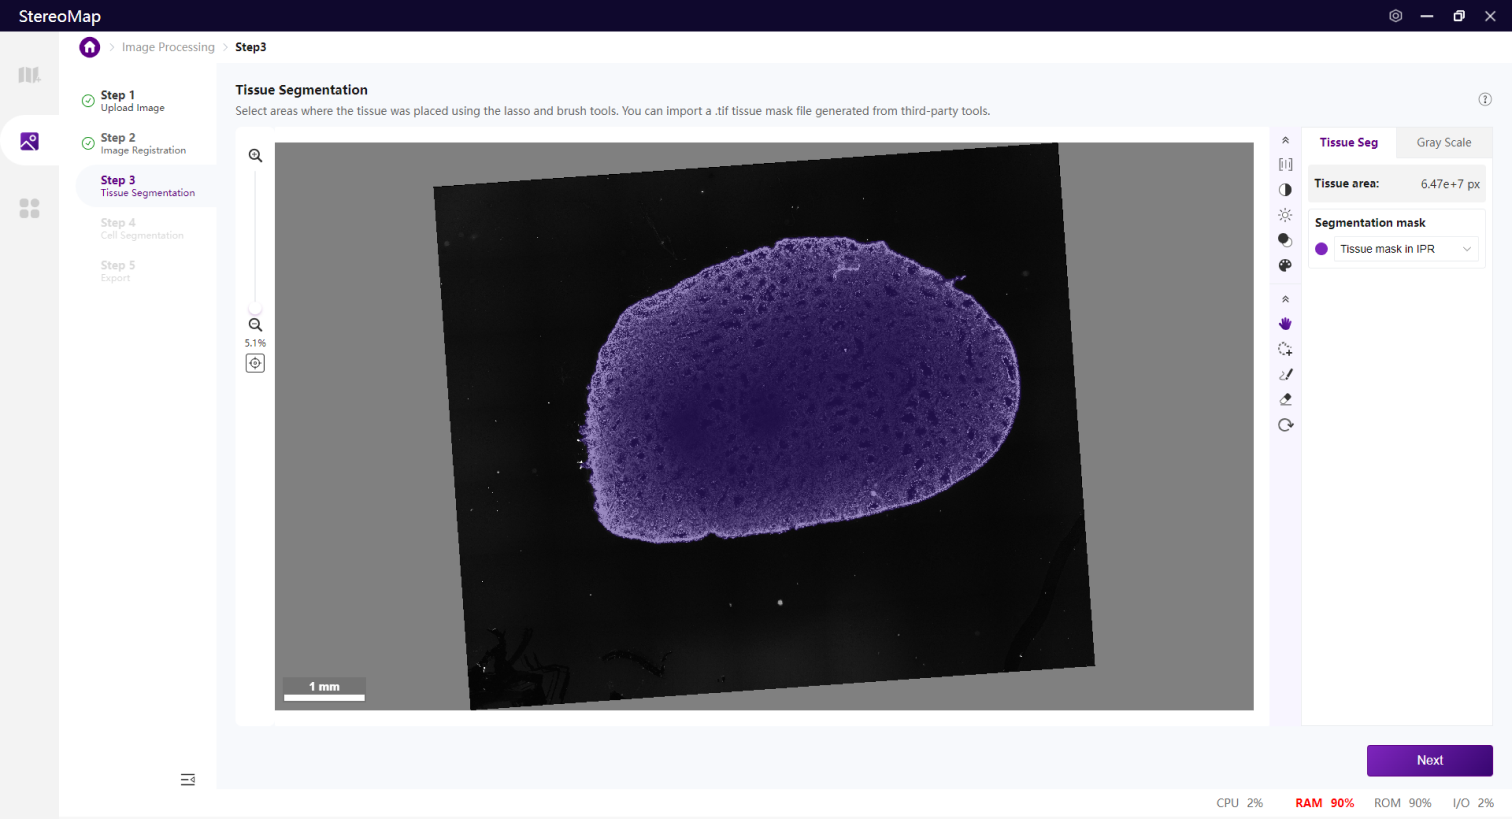 StereoMap
Image Processing
Step3
Step 1
Upload Image
Step 2
Image Registration
Step 3
Tissue Segmentation
Step 4
Cell Segmentation
Step 5
Export
Tissue Segmentation
Select areas where the tissue was placed using the lasso and brush tools. You can import a .tif tissue mask file generated from third-party tools.
5.1%
1 mm
Tissue Seg
Gray Scale
Tissue area: 6.47e+7 px
Segmentation mask
Tissue mask in IPR
Next
CPU 2% RAM 90% ROM 90% I/O 2%